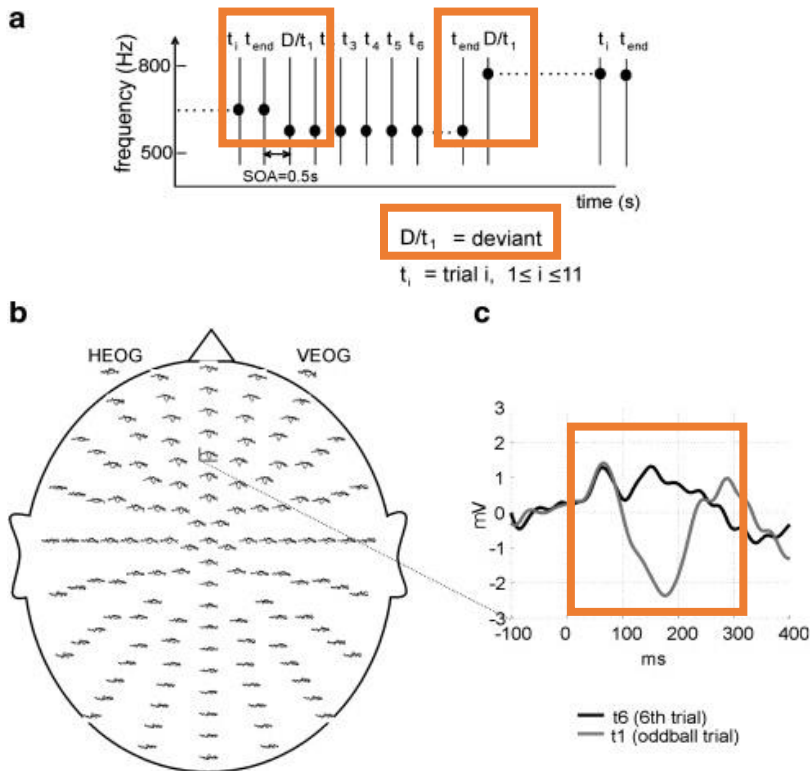 a
t_i t_end D/t_1 t_3 t_4 t_5 t_6 t_end D/t_1 t_i t_end
frequency (Hz)
800
500
SOA=0.5s
time (s)
D/t_1 = deviant
t_i = trial i, 1≤ i ≤11
b
HEOG VEOG
c
3
2
1
0
-1
-2
-3
mV
-100 0 100 200 300 400
ms
t6 (6th trial)
t1 (oddball trial)